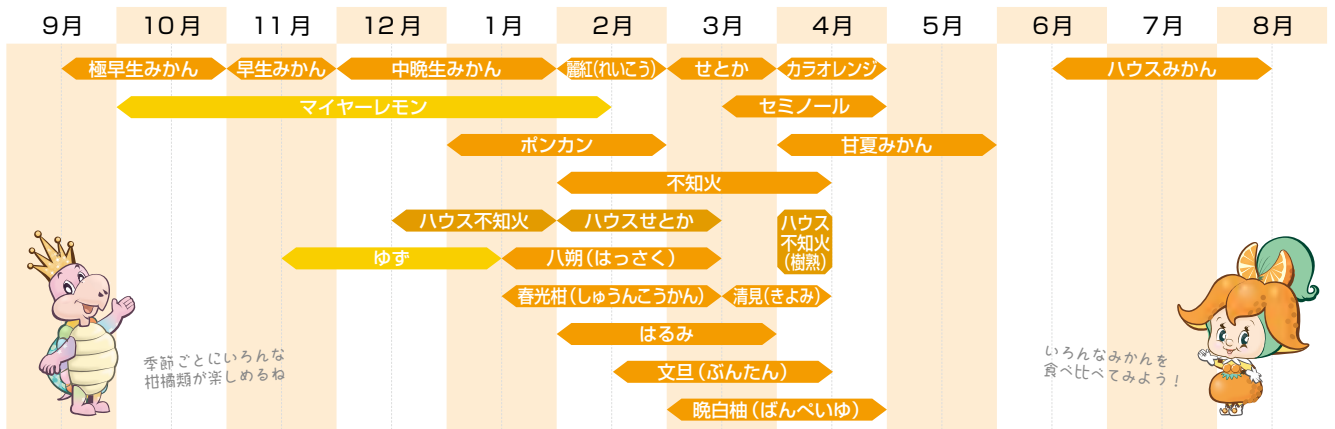 9月 10月 11月 12月 1月 2月 3月 4月 5月 6月 7月 8月
極早生みかん 早生みかん 中晩生みかん 麗紅(れいこう) せとか カラオレンジ ハウスみかん
マイヤーレモン セミノール
ポンカン 甘夏みかん
不知火
ハウス不知火 ハウスせとか
ハウス
不知火
(樹熟)
ゆず 八朔(はっさく)
春光柑(しゅうんこうかん) 清見(きよみ)
はるみ
文旦(ぶんたん)
晩白柚(ばんぺいゆ)
季節ごとにいろんな
柑橘類が楽しめるね
いろんなみかんを
食べ比べてみよう!